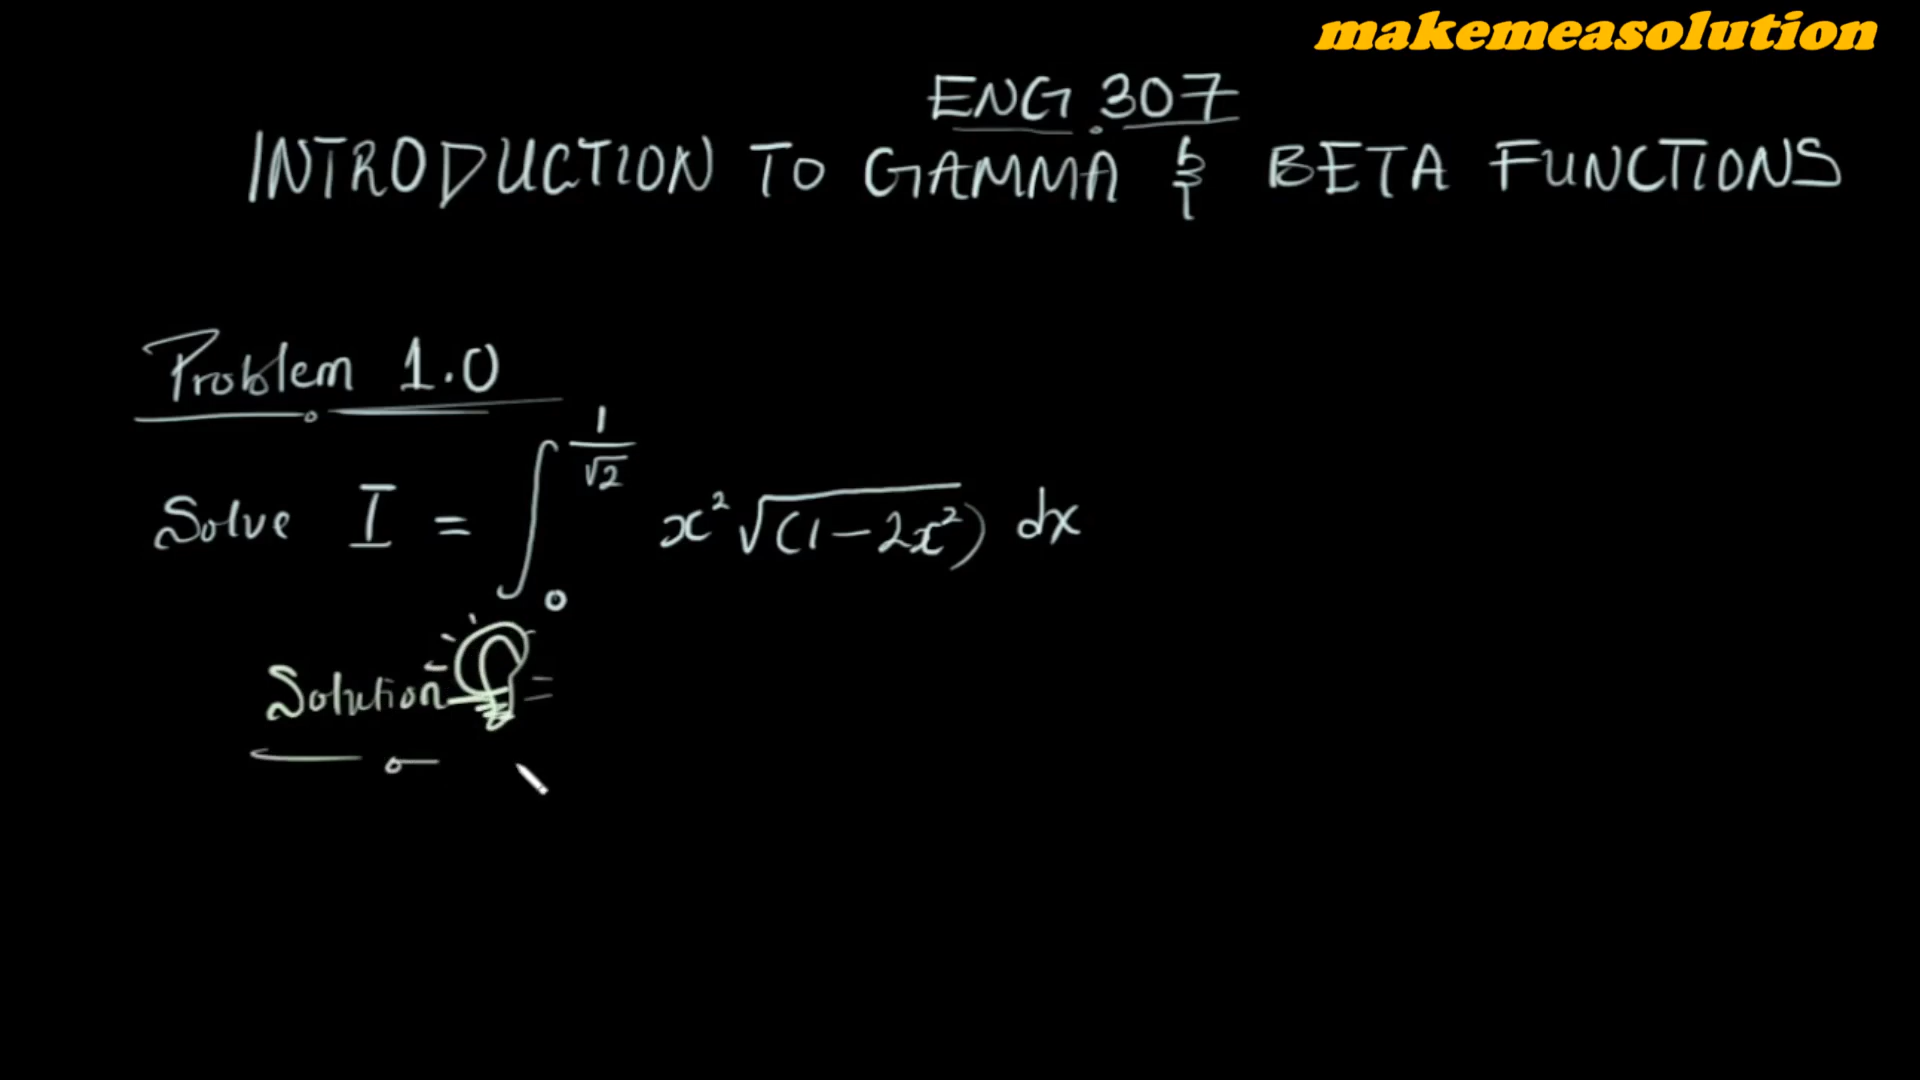 makemeasolution
ENG 307
INTRODUCTION TO GAMMA & BETA FUNCTIONS
Problem 1.0
Solve I = ∫₀^(1/√2) x² √(1 − 2x²) dx
Solution =